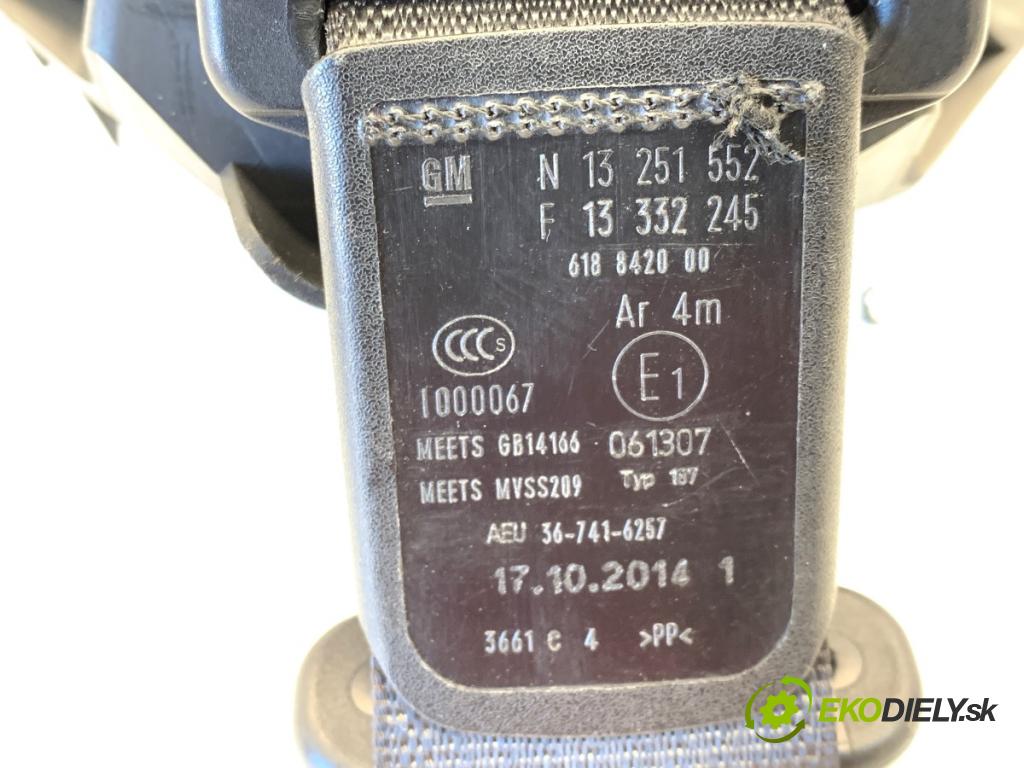 GM N 13 251 552
F 13 332 245
618 8420 00
Ar 4m
CCC S
E1
1000067
MEETS GB14166 061307
MEETS MVSS209 Typ 187
AEU 36-741-6257
17.10.2014 1
3661 e 4 >PP<
EKODIELY.sk